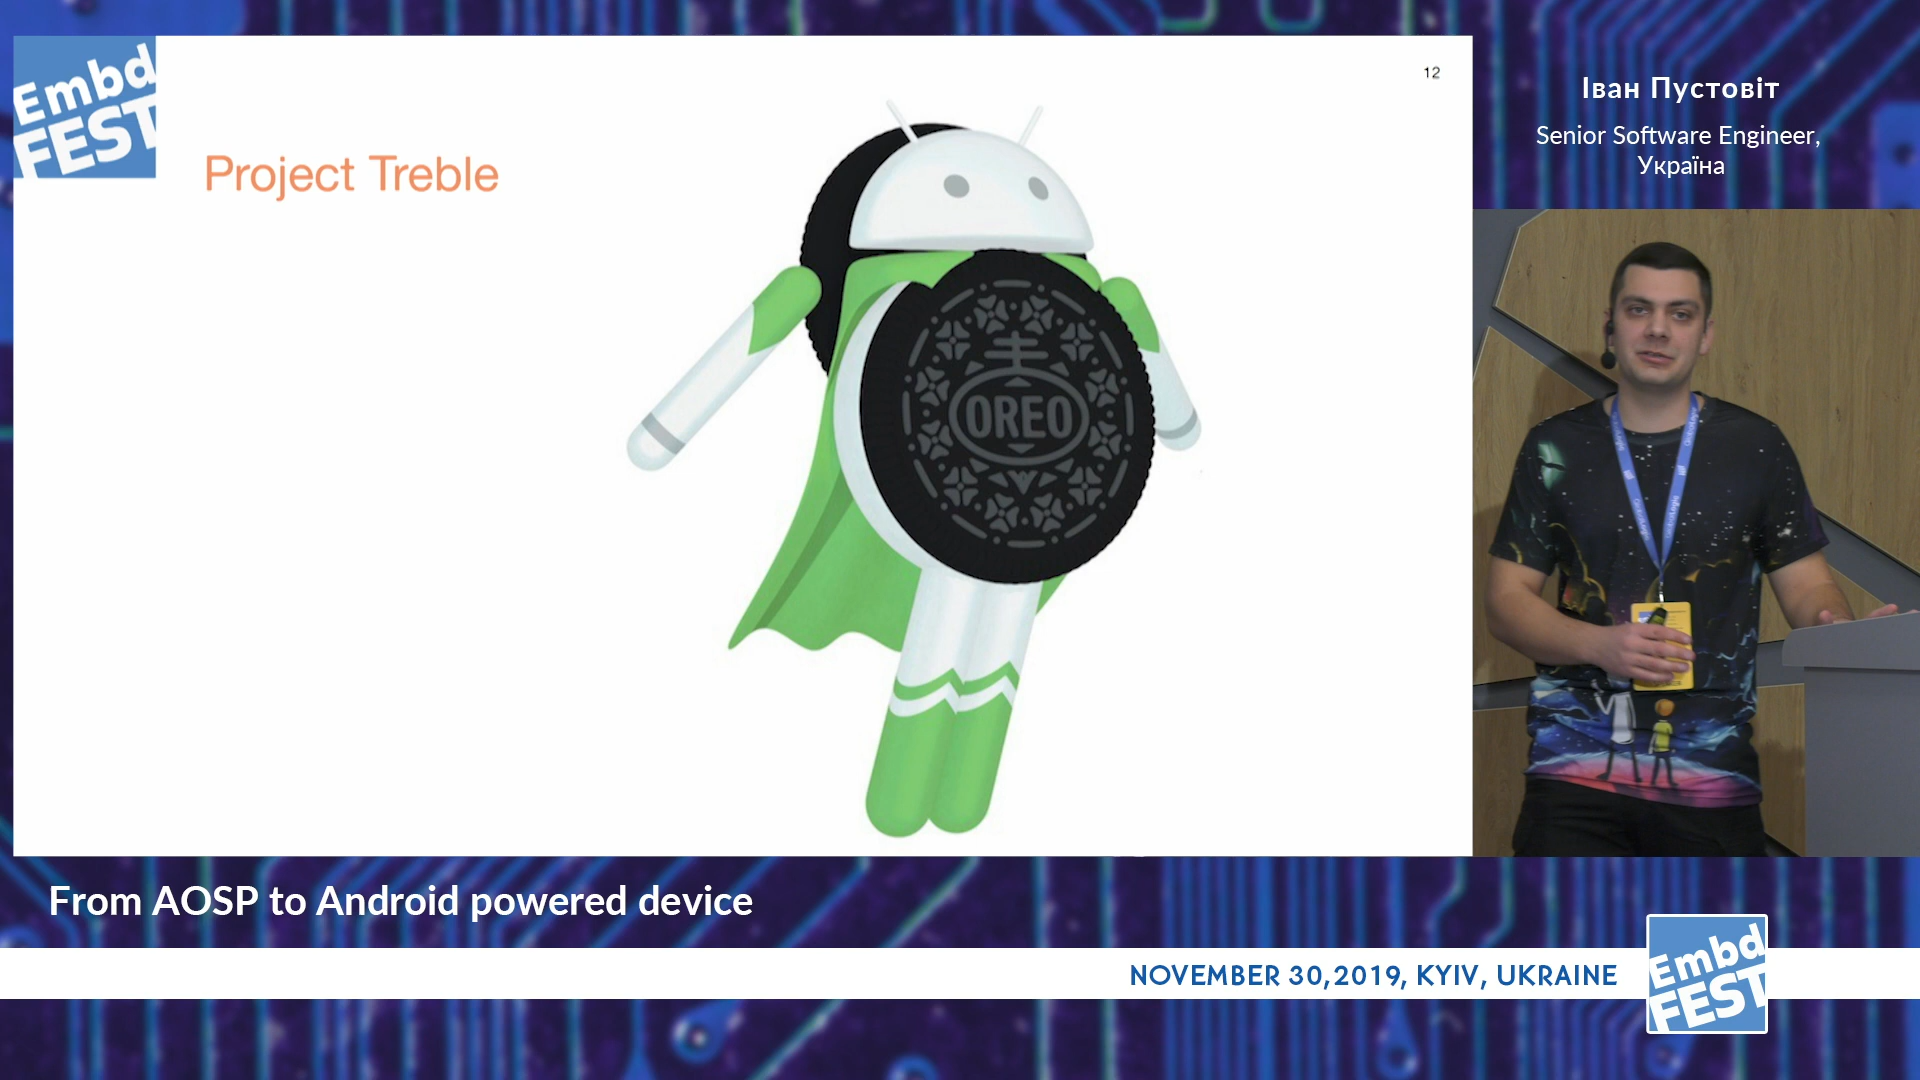 Embd
FEST
12
Project Treble
OREO
Іван Пустовіт
Senior Software Engineer,
Україна
GlobalLogic
From AOSP to Android powered device
NOVEMBER 30,2019, KYIV, UKRAINE
Embd
FEST